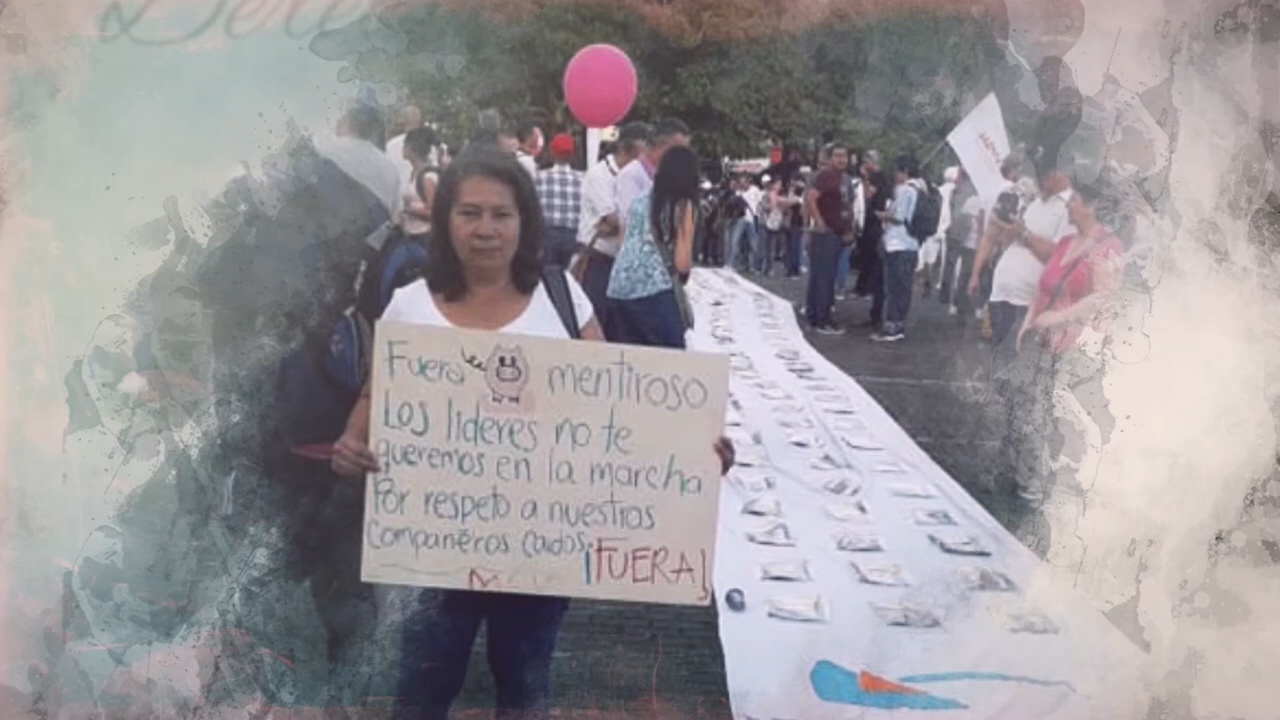 Fuera mentiroso
Los lideres no te
queremos en la marcha
Por respeto a nuestros
Compañeros caidos
¡FUERA!